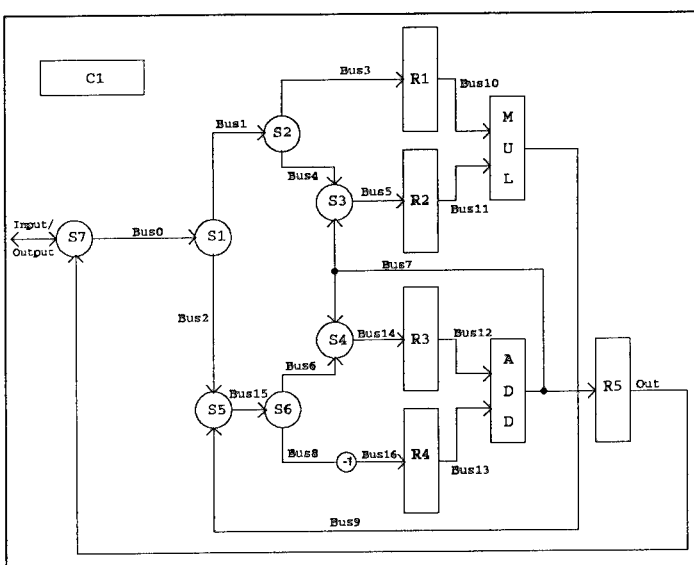 C1
Bus3
R1
Bus10
M
U
L
Bus1
S2
Bus4
S3
Bus5
R2
Bus11
Input/
Output
S7
Bus0
S1
Bus7
Bus2
S4
Bus14
R3
Bus12
A
D
D
Bus6
R5
Out
S5
Bus15
S6
Bus8
-1
Bus16
R4
Bus13
Bus9